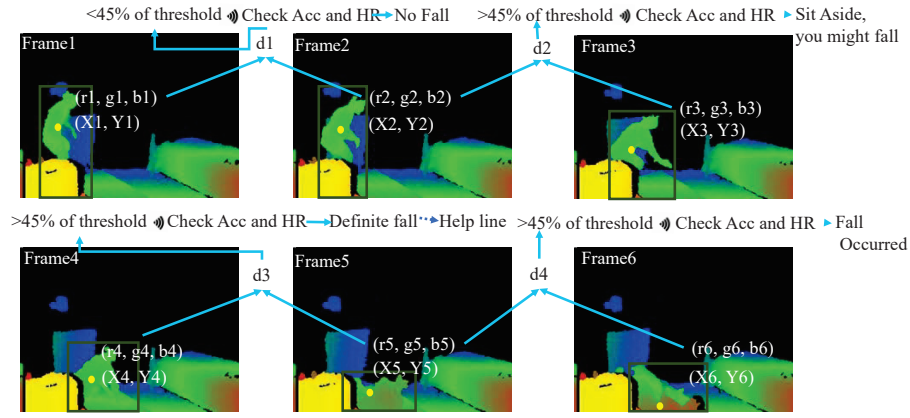 <45% of threshold Check Acc and HR No Fall
>45% of threshold Check Acc and HR Sit Aside,
you might fall
Frame1
d1
Frame2
d2
Frame3
(r1, g1, b1)
(X1, Y1)
(r2, g2, b2)
(X2, Y2)
(r3, g3, b3)
(X3, Y3)
>45% of threshold Check Acc and HR Definite fall Help line
>45% of threshold Check Acc and HR Fall
Occurred
Frame4
d3
Frame5
d4
Frame6
(r4, g4, b4)
(X4, Y4)
(r5, g5, b5)
(X5, Y5)
(r6, g6, b6)
(X6, Y6)